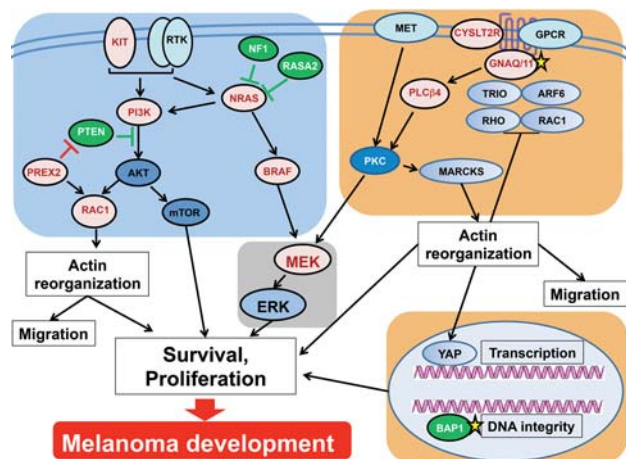 KIT
RTK
NF1
RASA2
NRAS
PI3K
PTEN
PREX2
AKT
BRAF
RAC1
mTOR
MET
CYSLT2R
GPCR
GNAQ/11
PLCβ4
TRIO
ARF6
RHO
RAC1
PKC
MARCKS
MEK
ERK
Actin
reorganization
Migration
Actin
reorganization
Migration
Survival,
Proliferation
YAP
Transcription
BAP1
DNA integrity
Melanoma development